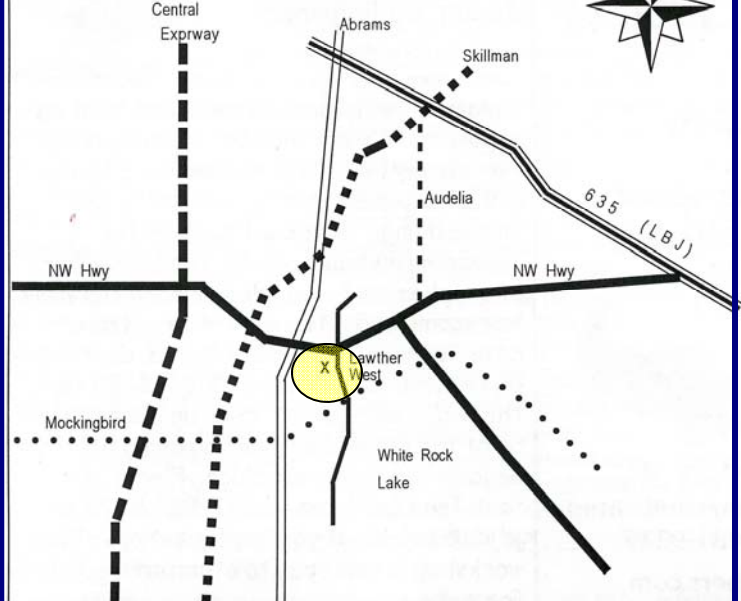 Central
Exprway
Abrams
Skillman
Audelia
635 (LBJ)
NW Hwy
NW Hwy
Lawther
West
X
Mockingbird
White Rock
Lake